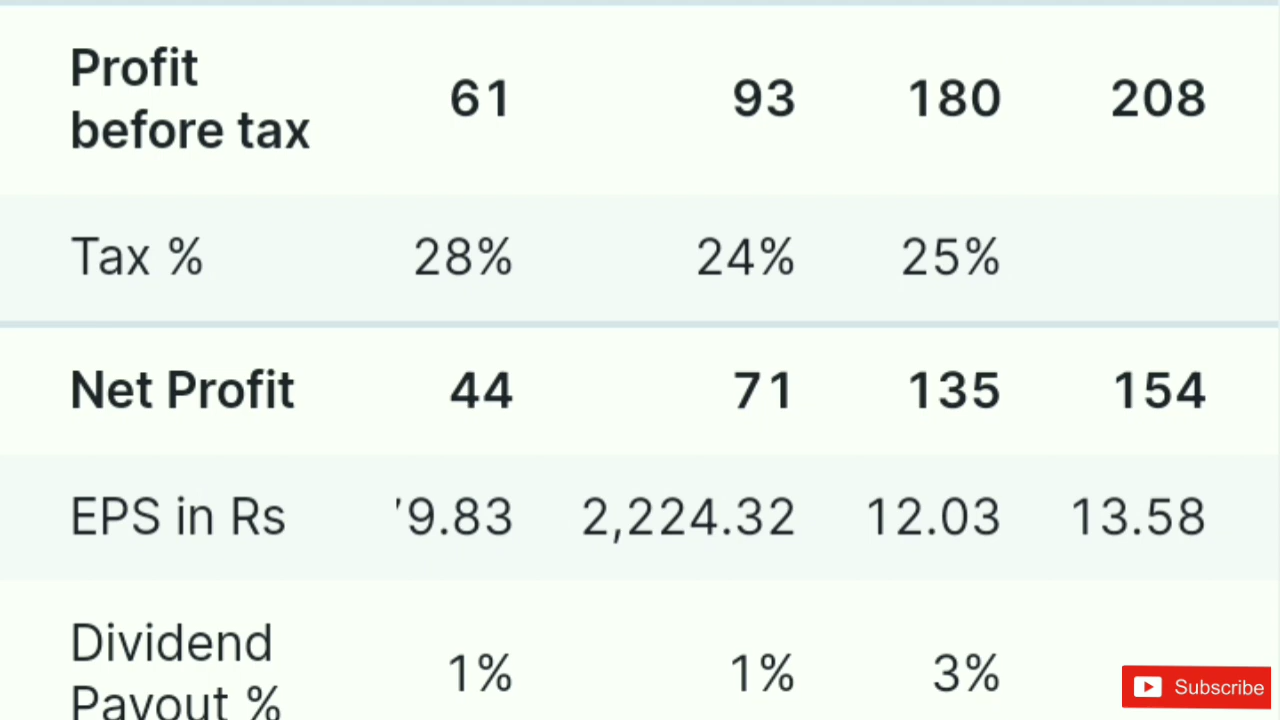 Profit
before tax 61 93 180 208
Tax % 28% 24% 25%
Net Profit 44 71 135 154
EPS in Rs 9.83 2,224.32 12.03 13.58
Dividend
Payout % 1% 1% 3%
Subscribe